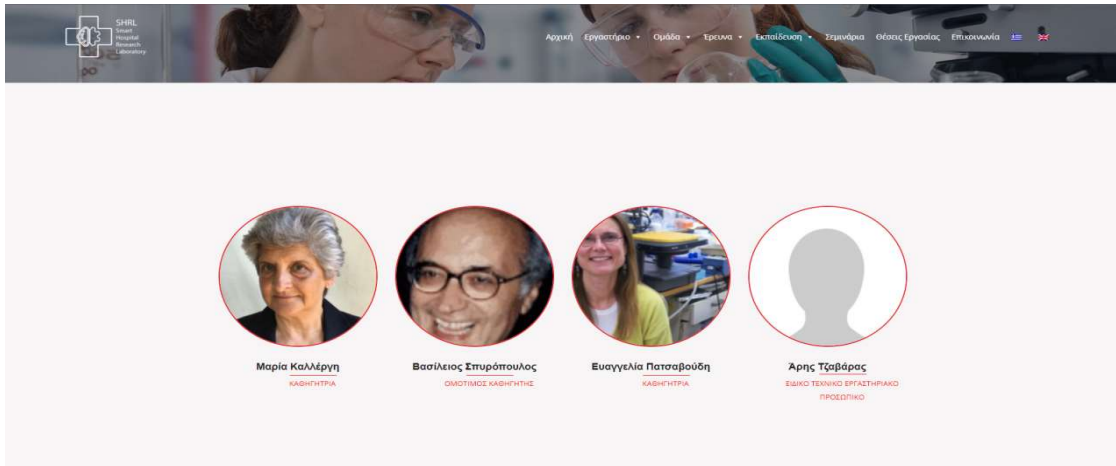 SHRL
Smart
Hospital
Research
Laboratory
Αρχική Εργαστήριο Ομάδα Έρευνα Εκπαίδευση Σεμινάρια Θέσεις Εργασίας Επικοινωνία
Μαρία Καλλέργη
ΚΑΘΗΓΗΤΡΙΑ
Βασίλειος Σπυρόπουλος
ΟΜΟΤΙΜΟΣ ΚΑΘΗΓΗΤΗΣ
Ευαγγελία Πατσαβούδη
ΚΑΘΗΓΗΤΡΙΑ
Άρης Τζαβάρας
ΕΙΔΙΚΟ ΤΕΧΝΙΚΟ ΕΡΓΑΣΤΗΡΙΑΚΟ
ΠΡΟΣΩΠΙΚΟ